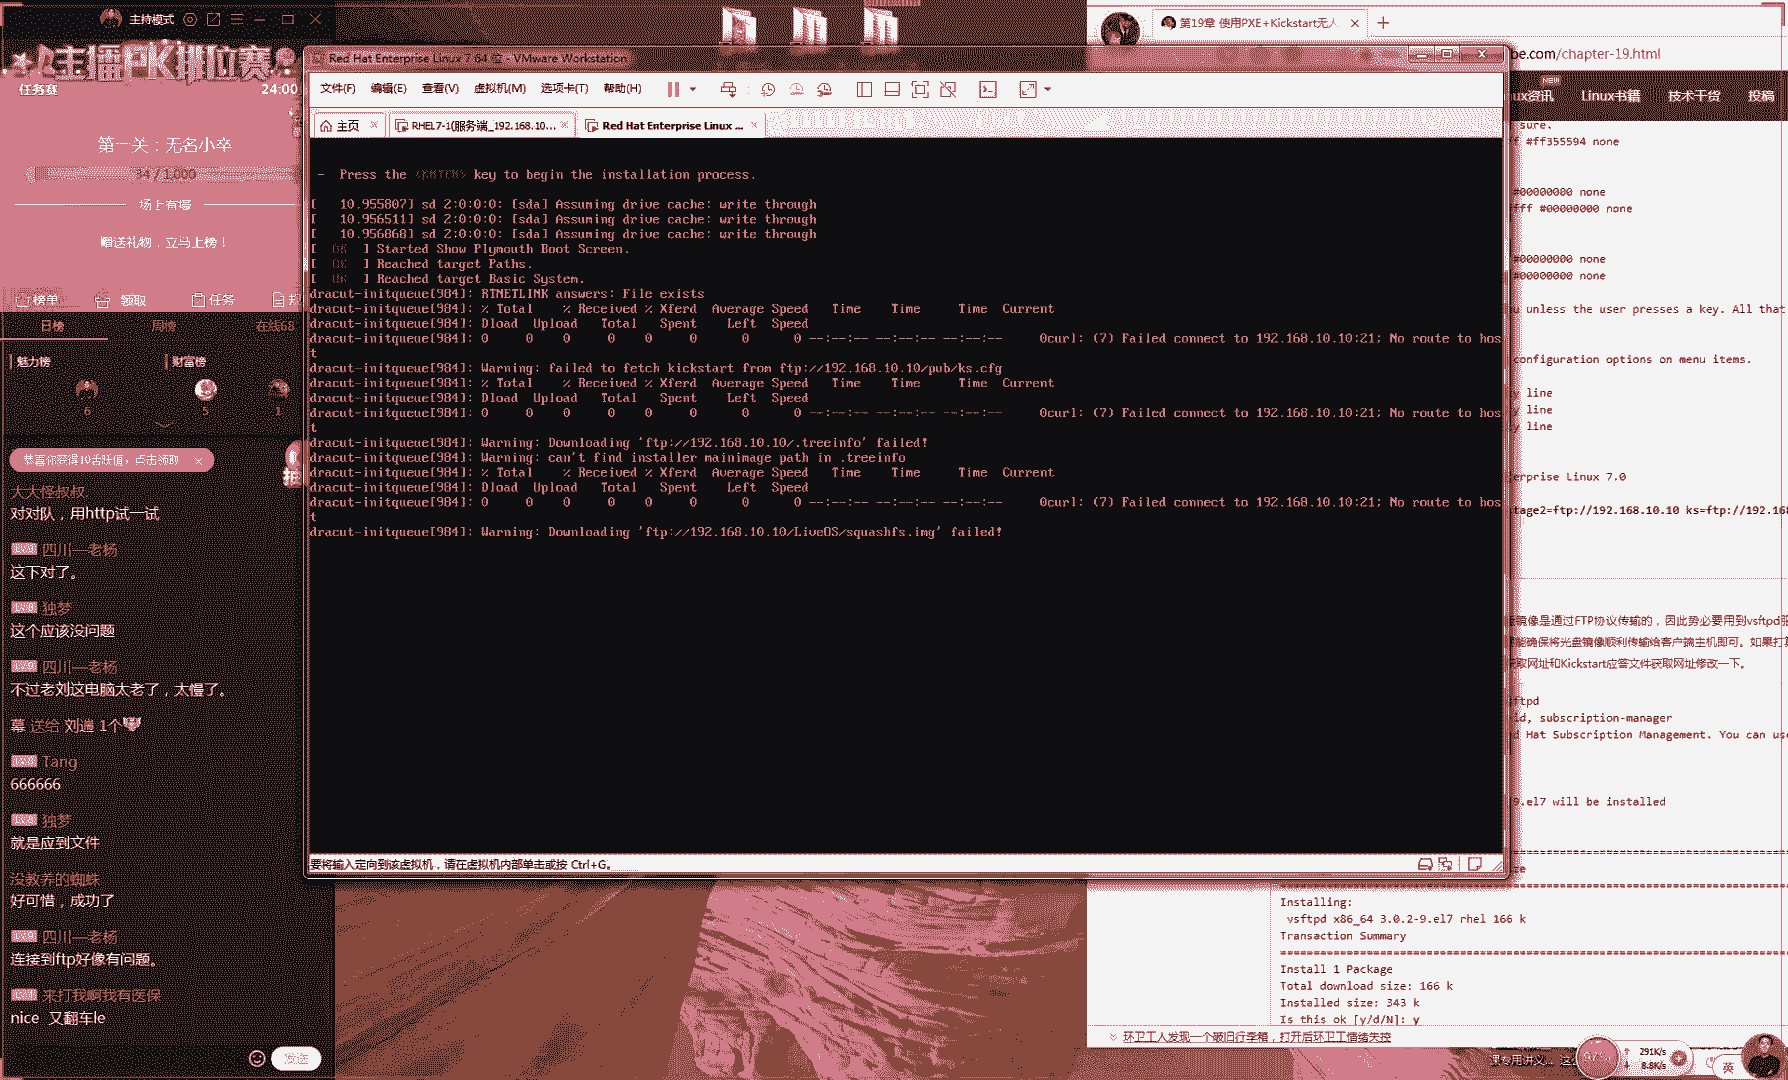 主持模式
主播PK排位赛
任务赛
24:00
第一关：无名小卒
34 / 1,000
场上有榜
赠送礼物，立马上榜！
榜单
领取
任务
日榜
周榜
在线68
魅力榜
财富榜
6
5
1
大大怪叔叔
对对队，用http试一试
四川—老杨
这下对了。
独梦
这个应该没问题
四川—老杨
不过老刘这电脑太老了，太慢了。
幕 送给 刘遄 1个
Tang
666666
独梦
就是应到文件
没教养的蜘蛛
好可惜，成功了
四川—老杨
连接到ftp好像有问题。
来打我啊我有医保
nice  又翻车le
发送
Red Hat Enterprise Linux 7 64 位 - VMware Workstation
文件(F)
编辑(E)
查看(V)
虚拟机(M)
选项卡(T)
帮助(H)
主页
RHEL7-1(服务端_192.168.10...
Red Hat Enterprise Linux ...
-  Press the <ENTER> key to begin the installation process.
[   10.955807] sd 2:0:0:0: [sda] Assuming drive cache: write through
[   10.956511] sd 2:0:0:0: [sda] Assuming drive cache: write through
[   10.956868] sd 2:0:0:0: [sda] Assuming drive cache: write through
[  OK  ] Started Show Plymouth Boot Screen.
[  OK  ] Reached target Paths.
[  OK  ] Reached target Basic System.
dracut-initqueue[984]: RTNETLINK answers: File exists
dracut-initqueue[984]: % Total    % Received % Xferd  Average Speed   Time    Time     Time  Current
dracut-initqueue[984]: Dload  Upload   Total   Spent    Left  Speed
dracut-initqueue[984]: 0     0    0     0    0     0      0      0 --:--:-- --:--:-- --:--:--     0curl: (7) Failed connect to 192.168.10.10:21; No route to hos
t
dracut-initqueue[984]: Warning: failed to fetch kickstart from ftp://192.168.10.10/pub/ks.cfg
dracut-initqueue[984]: % Total    % Received % Xferd  Average Speed   Time    Time     Time  Current
dracut-initqueue[984]: Dload  Upload   Total   Spent    Left  Speed
dracut-initqueue[984]: 0     0    0     0    0     0      0      0 --:--:-- --:--:-- --:--:--     0curl: (7) Failed connect to 192.168.10.10:21; No route to hos
t
dracut-initqueue[984]: Warning: Downloading 'ftp://192.168.10.10/.treeinfo' failed!
dracut-initqueue[984]: Warning: can't find installer mainimage path in .treeinfo
dracut-initqueue[984]: % Total    % Received % Xferd  Average Speed   Time    Time     Time  Current
dracut-initqueue[984]: Dload  Upload   Total   Spent    Left  Speed
dracut-initqueue[984]: 0     0    0     0    0     0      0      0 --:--:-- --:--:-- --:--:--     0curl: (7) Failed connect to 192.168.10.10:21; No route to hos
t
dracut-initqueue[984]: Warning: Downloading 'ftp://192.168.10.10/LiveOS/squashfs.img' failed!
要将输入定向到该虚拟机，请在虚拟机内部单击或按 Ctrl+G。
第19章 使用PXE+Kickstart无人
be.com/chapter-19.html
ux资讯
NEW
Linux书籍
技术干货
投稿
sure.
f #ff355594 none
#00000000 none
fff #00000000 none
#00000000 none
#00000000 none
u unless the user presses a key. All that
configuration options on menu items.
y line
y line
y line
erprise Linux 7.0
tage2=ftp://192.168.10.10 ks=ftp://192.168
镜像是通过FTP协议传输的，因此势必要用到vsftpd服
能确保将光盘镜像顺利传输给客户端主机即可。如果打算
取网址和Kickstart应答文件获取网址修改一下。
ftpd
id, subscription-manager
d Hat Subscription Management. You can use
9.el7 will be installed
ze
Installing:
vsftpd x86_64 3.0.2-9.el7 rhel 166 k
Transaction Summary
Install 1 Package
Total download size: 166 k
Installed size: 343 k
Is this ok [y/d/N]: y
环卫工人发现一个破旧行李箱，打开后环卫工情绪失控
291K/s
8.8K/s
英